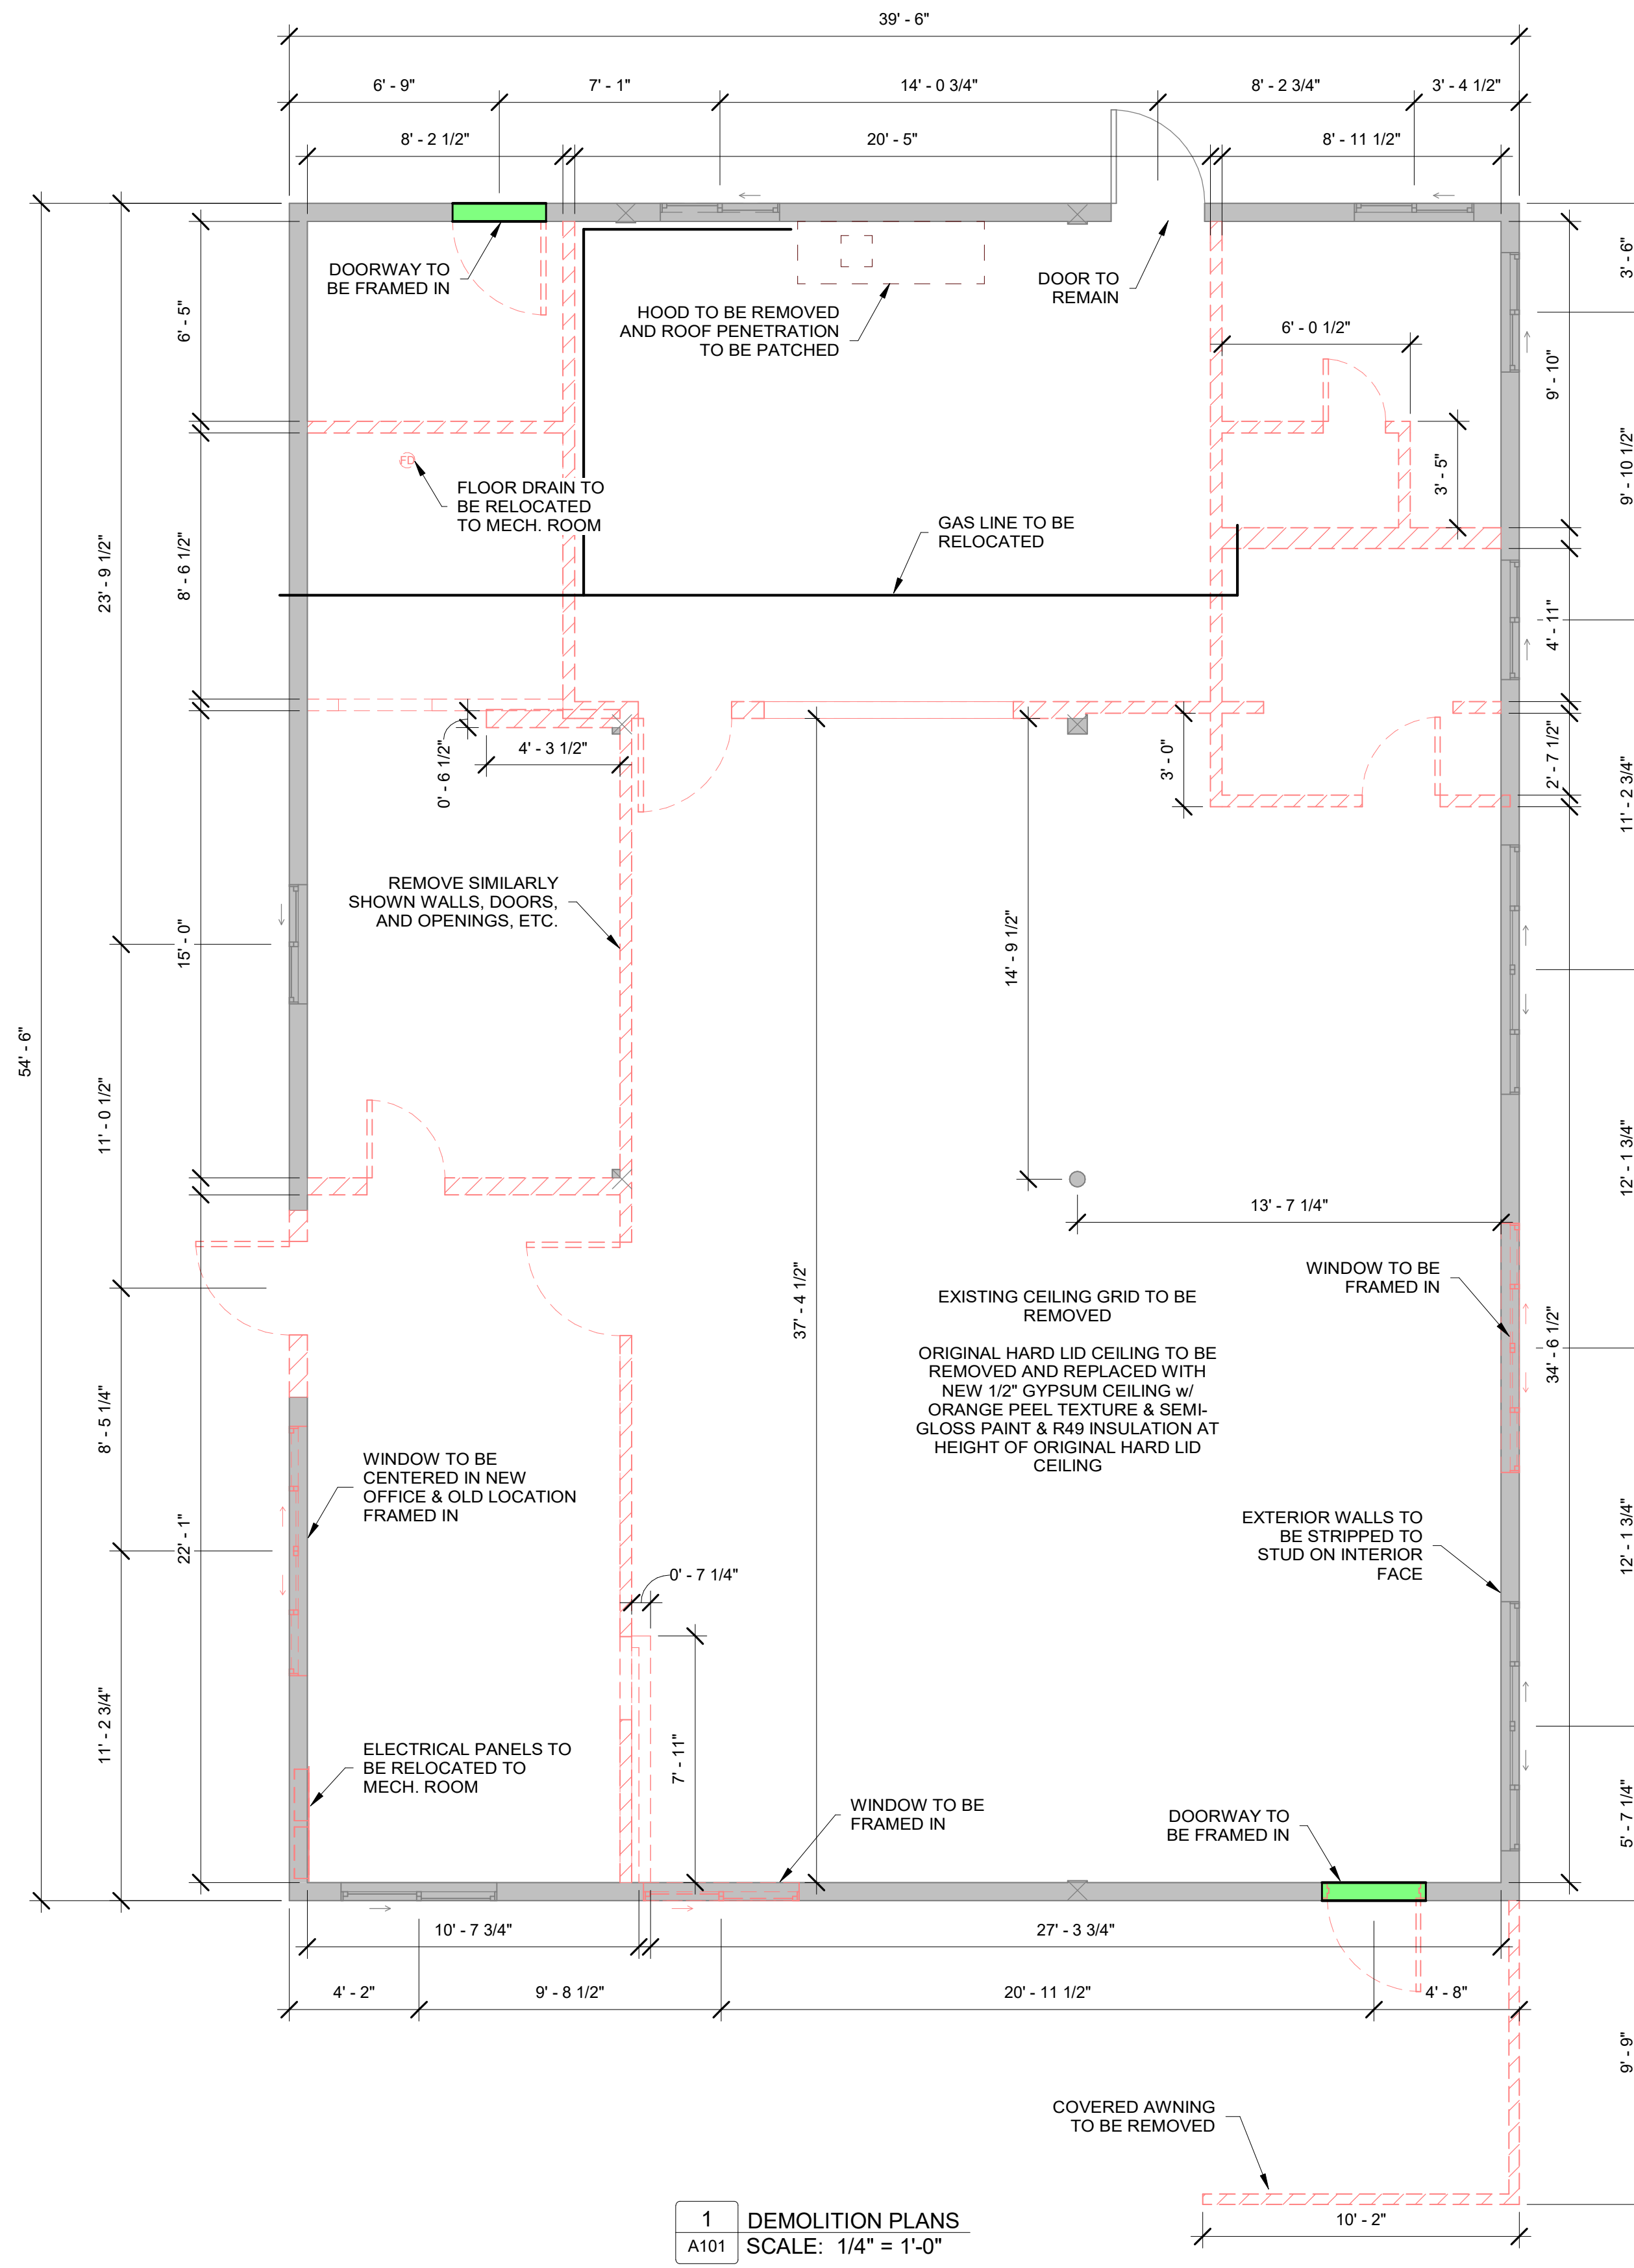 39' - 6"
6' - 9"
7' - 1"
14' - 0 3/4"
8' - 2 3/4"
3' - 4 1/2"
8' - 2 1/2"
20' - 5"
8' - 11 1/2"
DOORWAY TO
BE FRAMED IN
HOOD TO BE REMOVED
AND ROOF PENETRATION
TO BE PATCHED
DOOR TO
REMAIN
6' - 0 1/2"
3' - 6"
6' - 5"
9' - 10"
3' - 5"
9' - 10 1/2"
FD
FLOOR DRAIN TO
BE RELOCATED
TO MECH. ROOM
GAS LINE TO BE
RELOCATED
23' - 9 1/2"
8' - 6 1/2"
4' - 11"
0' - 6 1/2"
4' - 3 1/2"
3' - 0"
2' - 7 1/2"
11' - 2 3/4"
REMOVE SIMILARLY
SHOWN WALLS, DOORS,
AND OPENINGS, ETC.
15' - 0"
14' - 9 1/2"
54' - 6"
11' - 0 1/2"
12' - 1 3/4"
13' - 7 1/4"
37' - 4 1/2"
WINDOW TO BE
FRAMED IN
EXISTING CEILING GRID TO BE
REMOVED
ORIGINAL HARD LID CEILING TO BE
REMOVED AND REPLACED WITH
NEW 1/2" GYPSUM CEILING w/
ORANGE PEEL TEXTURE & SEMI-
GLOSS PAINT & R49 INSULATION AT
HEIGHT OF ORIGINAL HARD LID
CEILING
34' - 6 1/2"
8' - 5 1/4"
WINDOW TO BE
CENTERED IN NEW
OFFICE & OLD LOCATION
FRAMED IN
22' - 1"
EXTERIOR WALLS TO
BE STRIPPED TO
STUD ON INTERIOR
FACE
12' - 1 3/4"
0' - 7 1/4"
11' - 2 3/4"
7' - 11"
ELECTRICAL PANELS TO
BE RELOCATED TO
MECH. ROOM
WINDOW TO BE
FRAMED IN
DOORWAY TO
BE FRAMED IN
5' - 7 1/4"
10' - 7 3/4"
27' - 3 3/4"
4' - 2"
9' - 8 1/2"
20' - 11 1/2"
4' - 8"
9' - 9"
COVERED AWNING
TO BE REMOVED
10' - 2"
1
A101
DEMOLITION PLANS
SCALE: 1/4" = 1'-0"